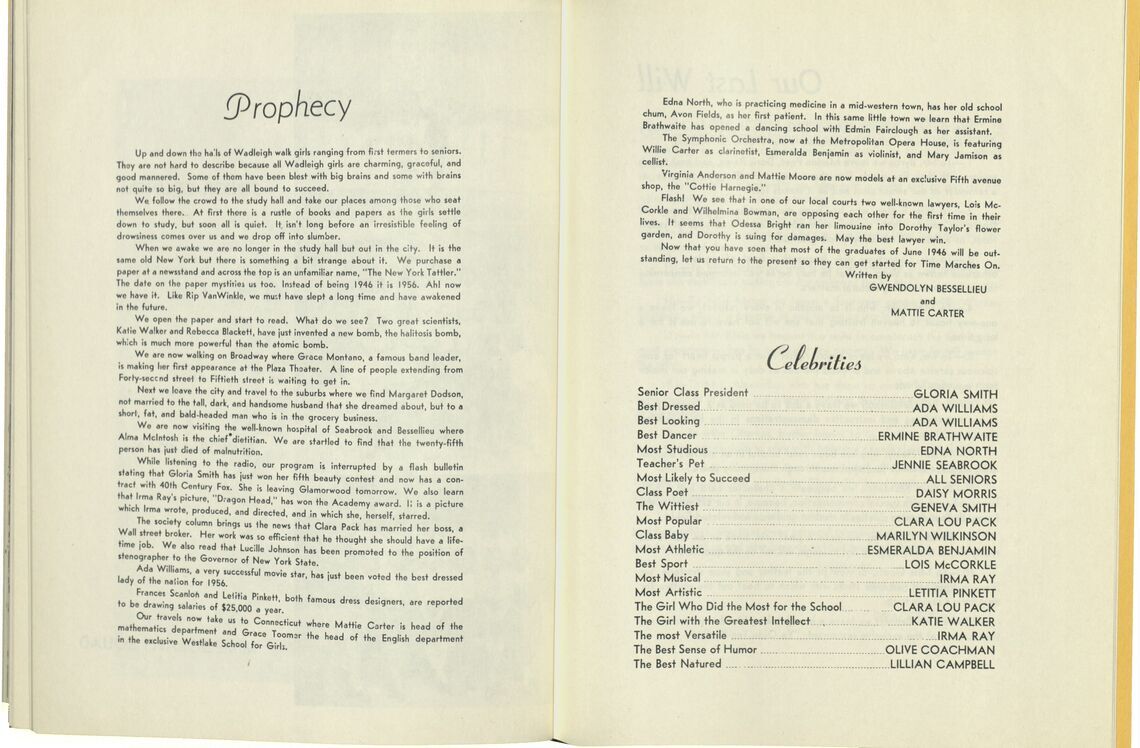 Prophecy
Up and down the halls of Wadleigh walk girls ranging from first termers to seniors.
They are not hard to describe because all Wadleigh girls are charming, graceful, and
good mannered. Some of them have been blest with big brains and some with brains
not quite so big, but they are all bound to succeed.
We follow the crowd to the study hall and take our places among those who seat
themselves there. At first there is a rustle of books and papers as the girls settle
down to study, but soon all is quiet. It isn't long before an irresistible feeling of
drowsiness comes over us and we drop off into slumber.
When we awake we are no longer in the study hall but out in the city. It is the
same old New York but there is something a bit strange about it. We purchase a
paper at a newsstand and across the top is an unfamiliar name, "The New York Tattler."
The date on the paper mystifies us too. Instead of being 1946 it is 1956. Ah! now
we have it. Like Rip VanWinkle, we must have slept a long time and have awakened
in the future.
We open the paper and start to read. What do we see? Two great scientists,
Katie Walker and Rebecca Blackett, have just invented a new bomb, the halitosis bomb,
which is much more powerful than the atomic bomb.
We are now walking on Broadway where Grace Montano, a famous band leader,
is making her first appearance at the Plaza Theater. A line of people extending from
Forty-second street to Fiftieth street is waiting to get in.
Next we leave the city and travel to the suburbs where we find Margaret Dodson,
not married to the tall, dark, and handsome husband that she dreamed about, but to a
short, fat, and bald-headed man who is in the grocery business.
We are now visiting the well-known hospital of Seabrook and Bessellieu where
Alma McIntosh is the chief dietitian. We are startled to find that the twenty-fifth
person has just died of malnutrition.
While listening to the radio, our program is interrupted by a flash bulletin
stating that Gloria Smith has just won her fifth beauty contest and now has a con-
tract with 40th Century Fox. She is leaving Glamorwood tomorrow. We also learn
that Irma Ray's picture, "Dragon Head," has won the Academy award. It is a picture
which Irma wrote, produced, and directed, and in which she, herself, starred.
The society column brings us the news that Clara Pack has married her boss, a
Wall street broker. Her work was so efficient that he thought she should have a life-
time job. We also read that Lucille Johnson has been promoted to the position of
stenographer to the Governor of New York State.
Ada Williams, a very successful movie star, has just been voted the best dressed
lady of the nation for 1956.
Frances Scanlon and Letitia Pinkett, both famous dress designers, are reported
to be drawing salaries of $25,000 a year.
Our travels now take us to Connecticut where Mattie Carter is head of the
mathematics department and Grace Toomer the head of the English department
in the exclusive Westlake School for Girls.
Edna North, who is practicing medicine in a mid-western town, has her old school
chum, Avon Fields, as her first patient. In this same little town we learn that Ermine
Brathwaite has opened a dancing school with Edmin Fairclough as her assistant.
The Symphonic Orchestra, now at the Metropolitan Opera House, is featuring
Willie Carter as clarinetist, Esmeralda Benjamin as violinist, and Mary Jamison as
cellist.
Virginia Anderson and Mattie Moore are now models at an exclusive Fifth avenue
shop, the "Cottie Harnegie."
Flash! We see that in one of our local courts two well-known lawyers, Lois Mc-
Corkle and Wilhelmina Bowman, are opposing each other for the first time in their
lives. It seems that Odessa Bright ran her limousine into Dorothy Taylor's flower
garden, and Dorothy is suing for damages. May the best lawyer win.
Now that you have seen that most of the graduates of June 1946 will be out-
standing, let us return to the present so they can get started for Time Marches On.
Written by
GWENDOLYN BESSELLIEU
and
MATTIE CARTER
Celebrities
Senior Class President GLORIA SMITH
Best Dressed ADA WILLIAMS
Best Looking ADA WILLIAMS
Best Dancer ERMINE BRATHWAITE
Most Studious EDNA NORTH
Teacher's Pet JENNIE SEABROOK
Most Likely to Succeed ALL SENIORS
Class Poet DAISY MORRIS
The Wittiest GENEVA SMITH
Most Popular CLARA LOU PACK
Class Baby MARILYN WILKINSON
Most Athletic ESMERALDA BENJAMIN
Best Sport LOIS McCORKLE
Most Musical IRMA RAY
Most Artistic LETITIA PINKETT
The Girl Who Did the Most for the School CLARA LOU PACK
The Girl with the Greatest Intellect KATIE WALKER
The most Versatile IRMA RAY
The Best Sense of Humor OLIVE COACHMAN
The Best Natured LILLIAN CAMPBELL